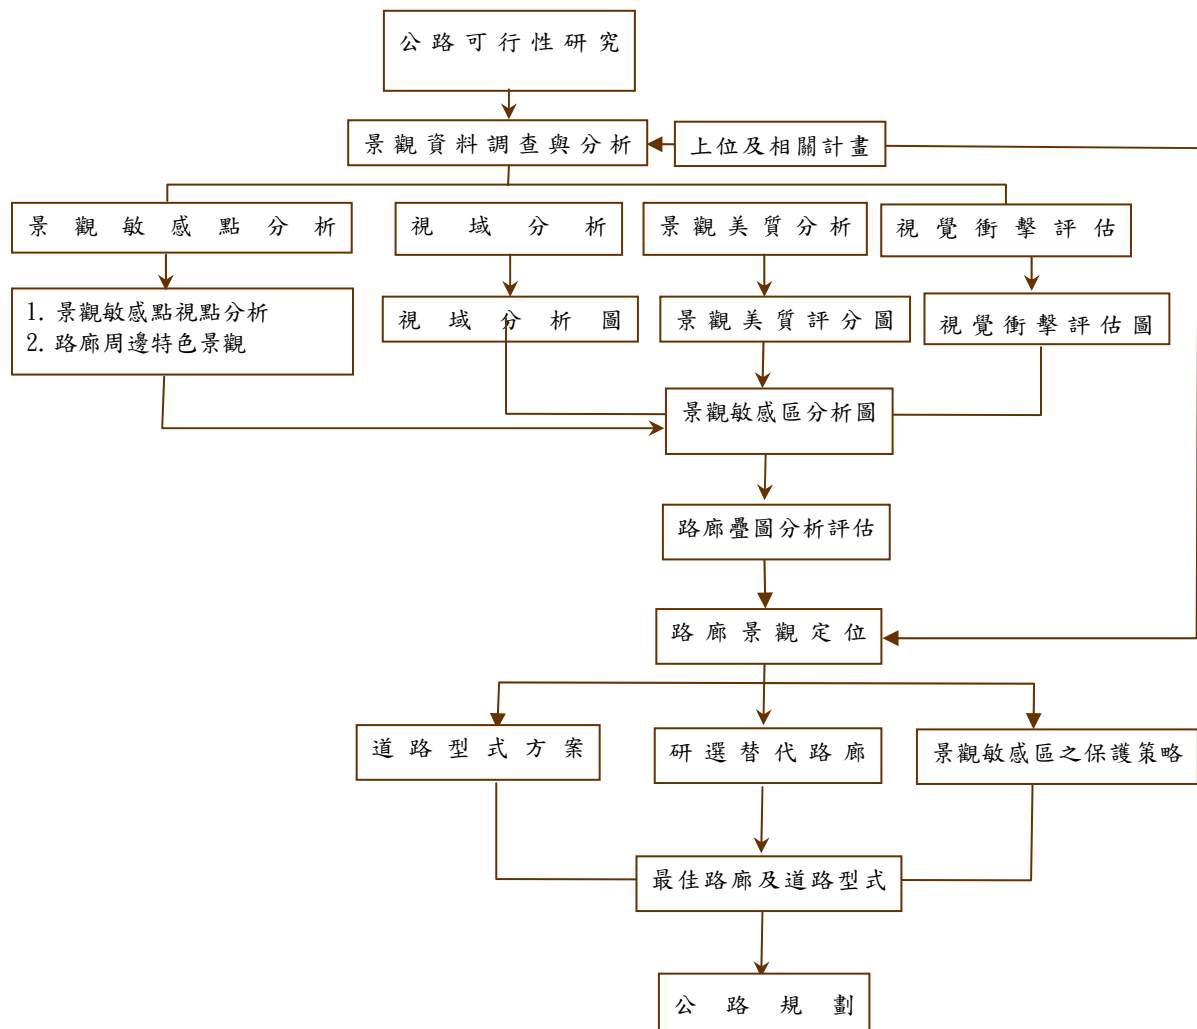 公路可行性研究
景觀資料調查與分析
上位及相關計畫
景觀敏感點分析
視域分析
景觀美質分析
視覺衝擊評估
1. 景觀敏感點視點分析
2. 路廊周邊特色景觀
視域分析圖
景觀美質評分圖
視覺衝擊評估圖
景觀敏感區分析圖
路廊疊圖分析評估
路廊景觀定位
道路型式方案
研選替代路廊
景觀敏感區之保護策略
最佳路廊及道路型式
公路規劃